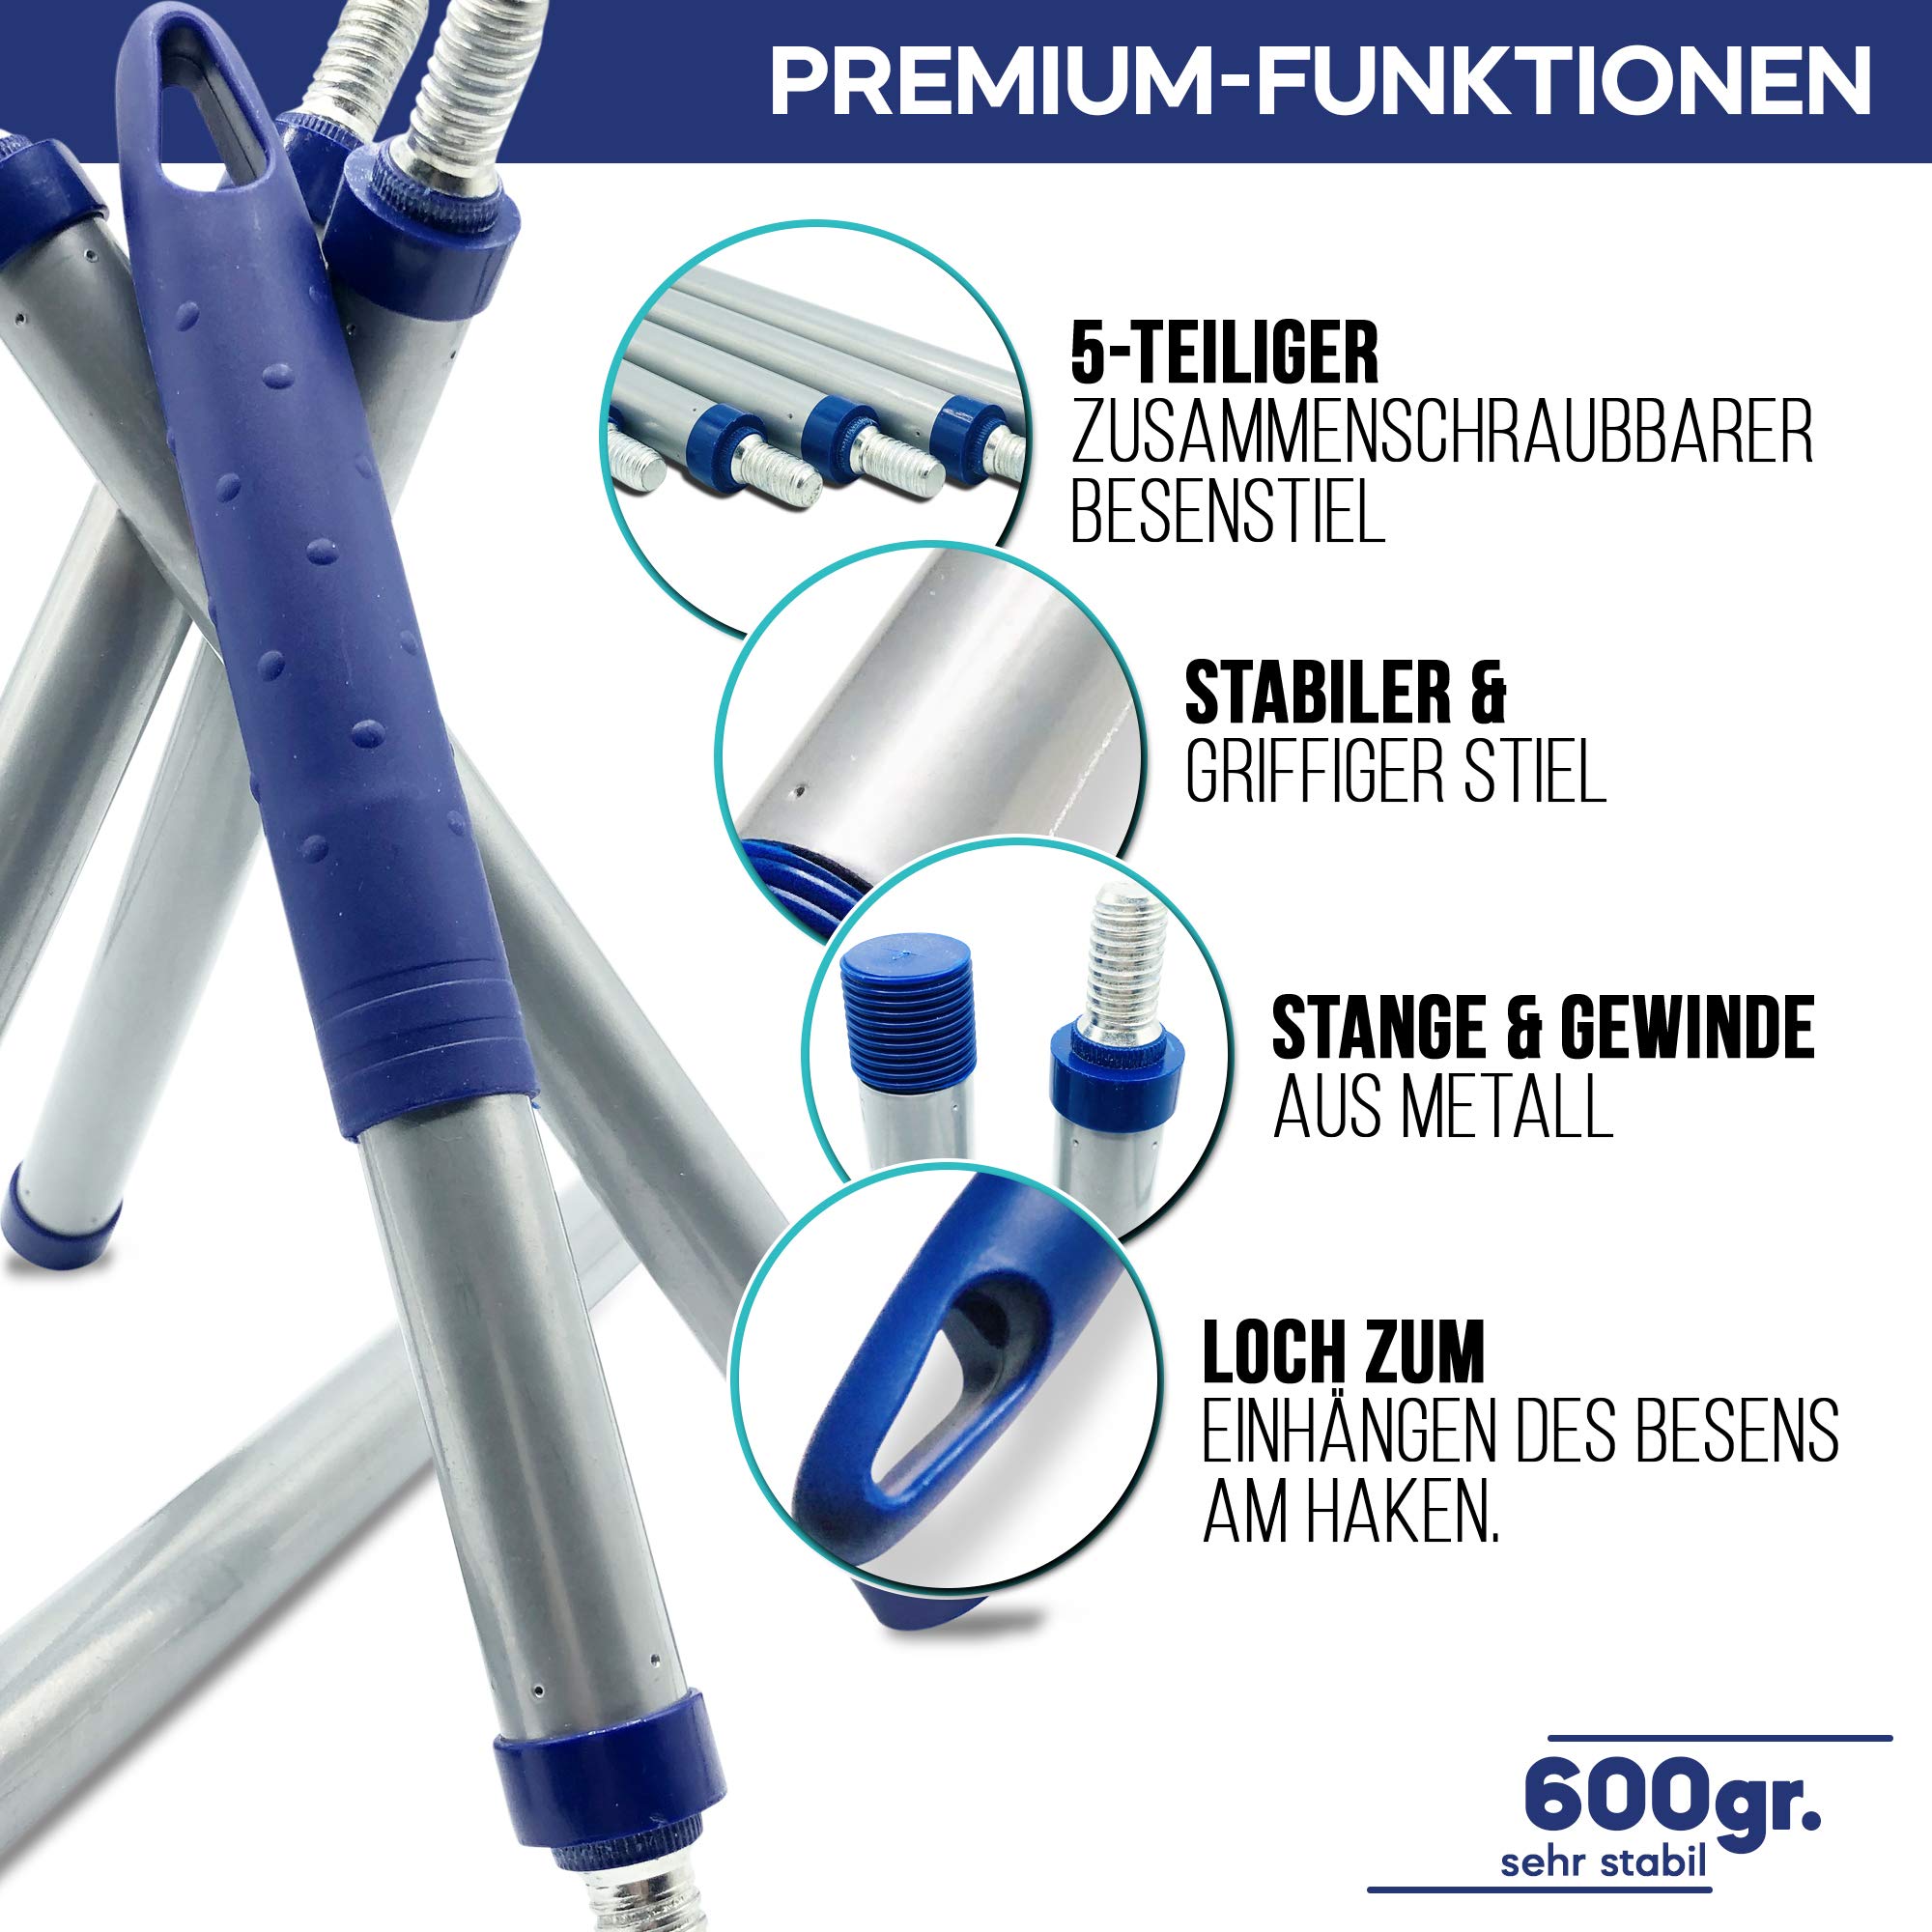 PREMIUM-FUNKTIONEN
5-TEILIGER
ZUSAMMENSCHRAUBBARER
BESENSTIEL
STABILER &
GRIFFIGER STIEL
STANGE & GEWINDE
AUS METALL
LOCH ZUM
EINHÄNGEN DES BESENS
AM HAKEN.
600gr.
sehr stabil